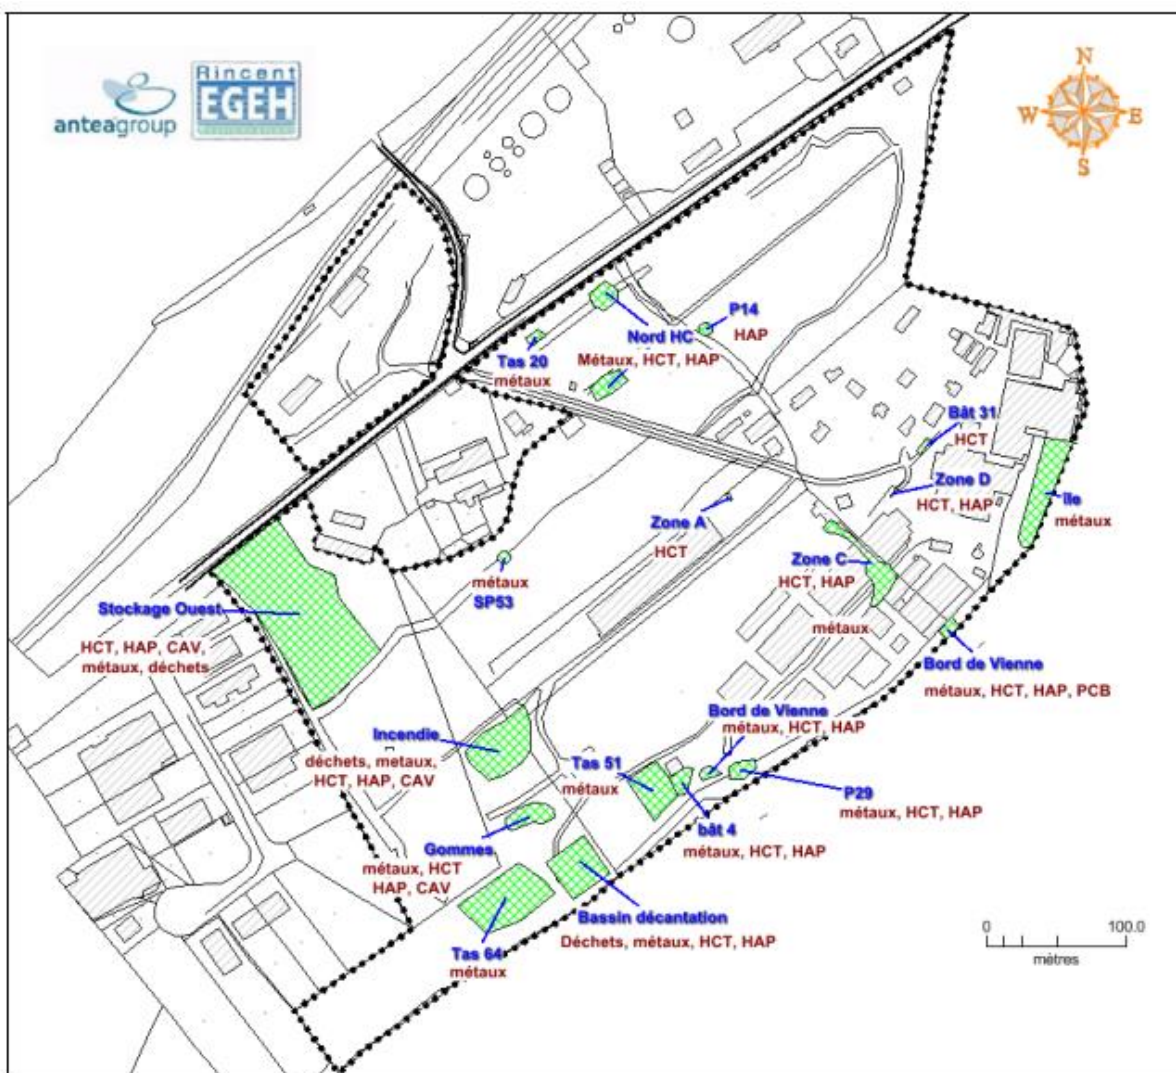 anteagroup
Rincent
EGEH
N
W E
S
P14
HAP
Nord HC
Métaux, HCT, HAP
Tas 20
métaux
Bât 31
HCT
Zone D
HCT, HAP
île
métaux
Zone A
HCT
Zone C
HCT, HAP
métaux
métaux
SP53
Stockage Ouest
HCT, HAP, CAV,
métaux, déchets
Bord de Vienne
métaux, HCT, HAP, PCB
Bord de Vienne
métaux, HCT, HAP
Incendie
déchets, metaux,
HCT, HAP, CAV
Tas 51
métaux
P29
métaux, HCT, HAP
bât 4
métaux, HCT, HAP
Gommes
métaux, HCT
HAP, CAV
Bassin décantation
Déchets, métaux, HCT, HAP
Tas 64
métaux
0 100.0
mètres